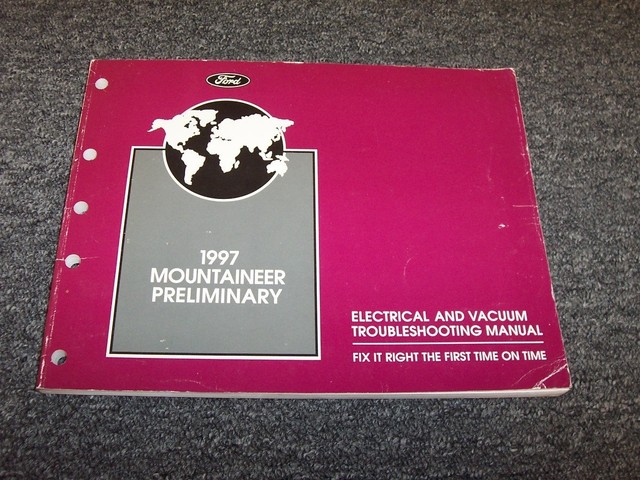 Ford
1997
MOUNTAINEER
PRELIMINARY
ELECTRICAL AND VACUUM
TROUBLESHOOTING MANUAL
FIX IT RIGHT THE FIRST TIME ON TIME